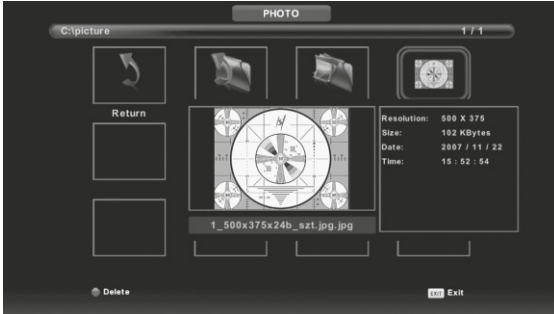 PHOTO
C:\picture
1 / 1
Return
Resolution: 500 X 375
Size: 102 KBytes
Date: 2007 / 11 / 22
Time: 15 : 52 : 54
1_500x375x24b_szt.jpg.jpg
Delete
EXIT Exit